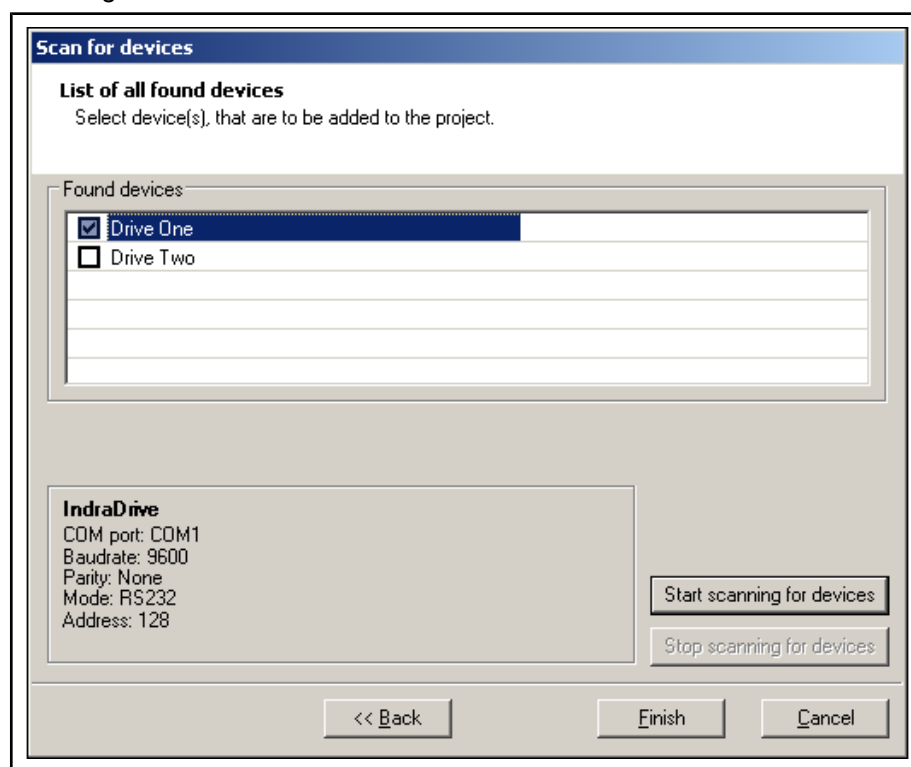 Scan for devices
List of all found devices
Select device(s), that are to be added to the project.
Found devices
Drive One
Drive Two
IndraDrive
COM port: COM1
Baudrate: 9600
Parity: None
Mode: RS232
Address: 128
Start scanning for devices
Stop scanning for devices
<< Back
Finish
Cancel